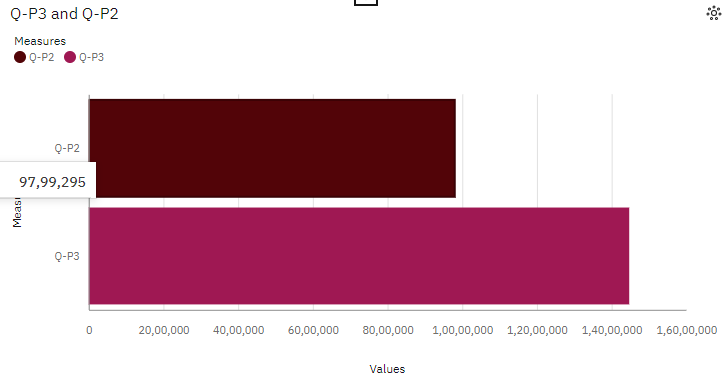 Q-P3 and Q-P2
Measures
Q-P2 Q-P3
Q-P2
97,99,295
Q-P3
0 20,00,000 40,00,000 60,00,000 80,00,000 1,00,00,000 1,20,00,000 1,40,00,000 1,60,00,000
Values